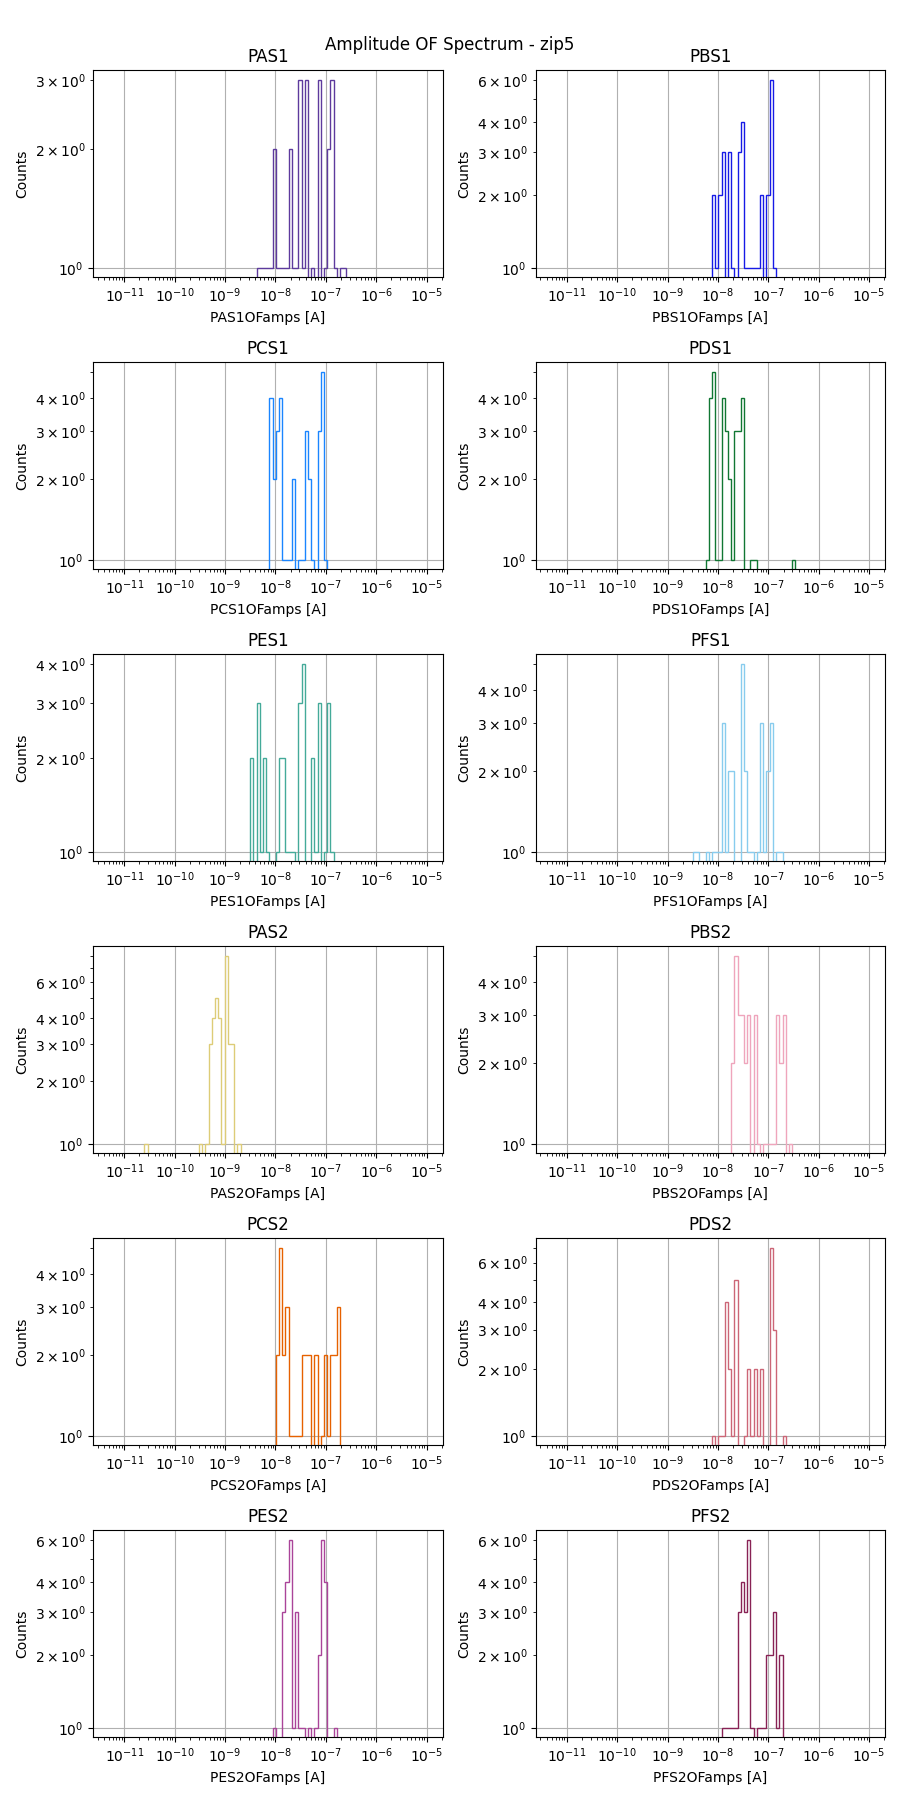 Amplitude OF Spectrum - zip5
PAS1
Counts
3 × 10⁰
2 × 10⁰
10⁰
10⁻¹¹ 10⁻¹⁰ 10⁻⁹ 10⁻⁸ 10⁻⁷ 10⁻⁶ 10⁻⁵
PAS1OFamps [A]
PBS1
Counts
6 × 10⁰
4 × 10⁰
3 × 10⁰
2 × 10⁰
10⁰
10⁻¹¹ 10⁻¹⁰ 10⁻⁹ 10⁻⁸ 10⁻⁷ 10⁻⁶ 10⁻⁵
PBS1OFamps [A]
PCS1
Counts
4 × 10⁰
3 × 10⁰
2 × 10⁰
10⁰
10⁻¹¹ 10⁻¹⁰ 10⁻⁹ 10⁻⁸ 10⁻⁷ 10⁻⁶ 10⁻⁵
PCS1OFamps [A]
PDS1
Counts
4 × 10⁰
3 × 10⁰
2 × 10⁰
10⁰
10⁻¹¹ 10⁻¹⁰ 10⁻⁹ 10⁻⁸ 10⁻⁷ 10⁻⁶ 10⁻⁵
PDS1OFamps [A]
PES1
Counts
4 × 10⁰
3 × 10⁰
2 × 10⁰
10⁰
10⁻¹¹ 10⁻¹⁰ 10⁻⁹ 10⁻⁸ 10⁻⁷ 10⁻⁶ 10⁻⁵
PES1OFamps [A]
PFS1
Counts
4 × 10⁰
3 × 10⁰
2 × 10⁰
10⁰
10⁻¹¹ 10⁻¹⁰ 10⁻⁹ 10⁻⁸ 10⁻⁷ 10⁻⁶ 10⁻⁵
PFS1OFamps [A]
PAS2
Counts
6 × 10⁰
4 × 10⁰
3 × 10⁰
2 × 10⁰
10⁰
10⁻¹¹ 10⁻¹⁰ 10⁻⁹ 10⁻⁸ 10⁻⁷ 10⁻⁶ 10⁻⁵
PAS2OFamps [A]
PBS2
Counts
4 × 10⁰
3 × 10⁰
2 × 10⁰
10⁰
10⁻¹¹ 10⁻¹⁰ 10⁻⁹ 10⁻⁸ 10⁻⁷ 10⁻⁶ 10⁻⁵
PBS2OFamps [A]
PCS2
Counts
4 × 10⁰
3 × 10⁰
2 × 10⁰
10⁰
10⁻¹¹ 10⁻¹⁰ 10⁻⁹ 10⁻⁸ 10⁻⁷ 10⁻⁶ 10⁻⁵
PCS2OFamps [A]
PDS2
Counts
6 × 10⁰
4 × 10⁰
3 × 10⁰
2 × 10⁰
10⁰
10⁻¹¹ 10⁻¹⁰ 10⁻⁹ 10⁻⁸ 10⁻⁷ 10⁻⁶ 10⁻⁵
PDS2OFamps [A]
PES2
Counts
6 × 10⁰
4 × 10⁰
3 × 10⁰
2 × 10⁰
10⁰
10⁻¹¹ 10⁻¹⁰ 10⁻⁹ 10⁻⁸ 10⁻⁷ 10⁻⁶ 10⁻⁵
PES2OFamps [A]
PFS2
Counts
6 × 10⁰
4 × 10⁰
3 × 10⁰
2 × 10⁰
10⁰
10⁻¹¹ 10⁻¹⁰ 10⁻⁹ 10⁻⁸ 10⁻⁷ 10⁻⁶ 10⁻⁵
PFS2OFamps [A]